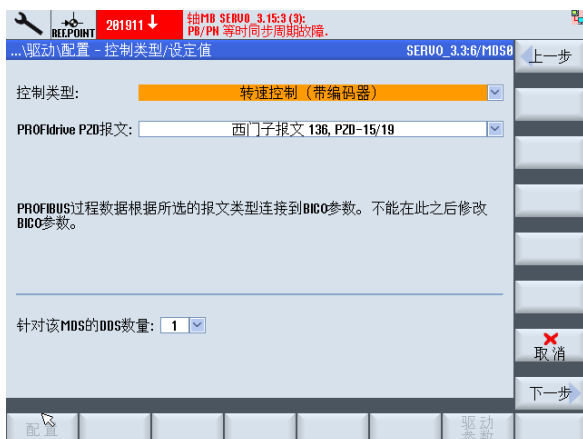 REF.POINT
201911↓
轴MB SERVO_3.15:3 (3):
PB/PN 等时同步周期故障.
...\驱动\配置 - 控制类型/设定值
SERVO_3.3:6/MDS0
上一步
控制类型:
转速控制（带编码器）
PROFIdrive PZD报文:
西门子报文 136, PZD-15/19
PROFIBUS过程数据根据所选的报文类型连接到BICO参数。不能在此之后修改
BICO参数。
针对该MDS的DDS数量:
1
取消
下一步
配置
驱动
参数